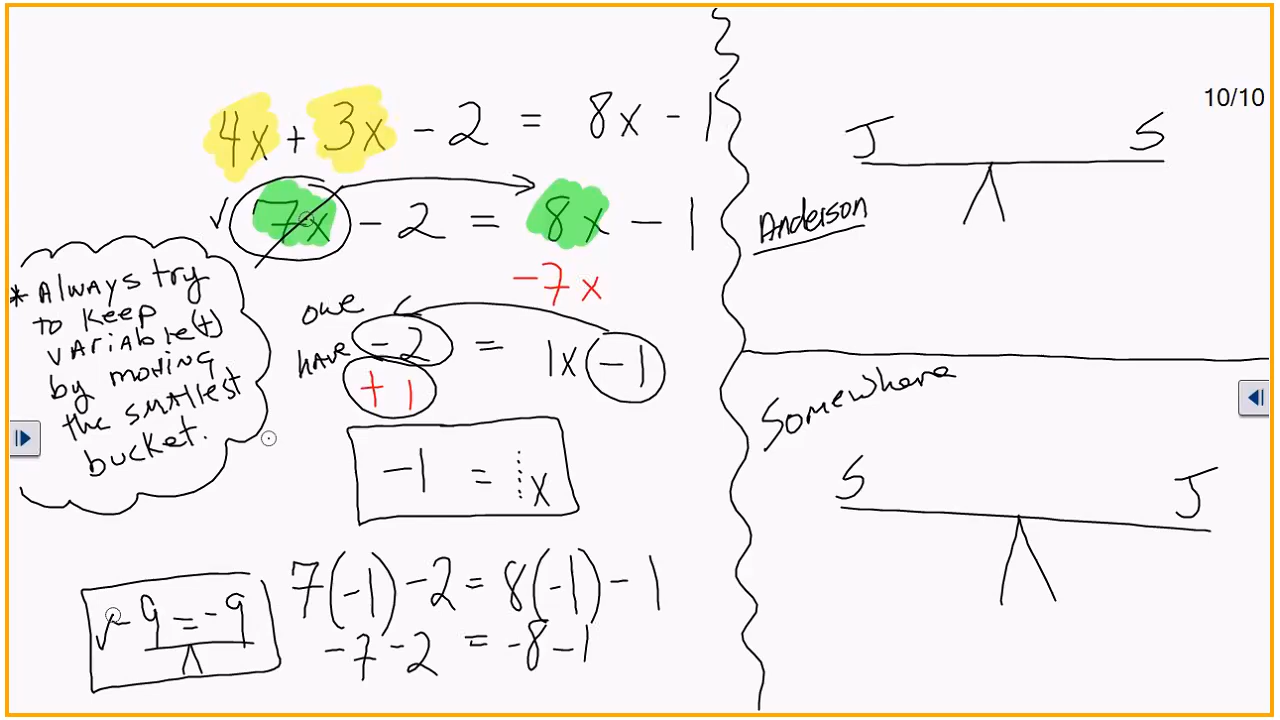 4x + 3x - 2 = 8x - 1
✓ 7x - 2 = 8x - 1
-7x
* Always try
to keep
variable(+)
by moving
the smallest
bucket.
owe
have
-2 = 1x -1
+ 1
-1 = x
7(-1) - 2 = 8(-1) - 1
-7 - 2 = -8 - 1
✓ -9 = -9
10/10
J S
Anderson
Somewhere
S J